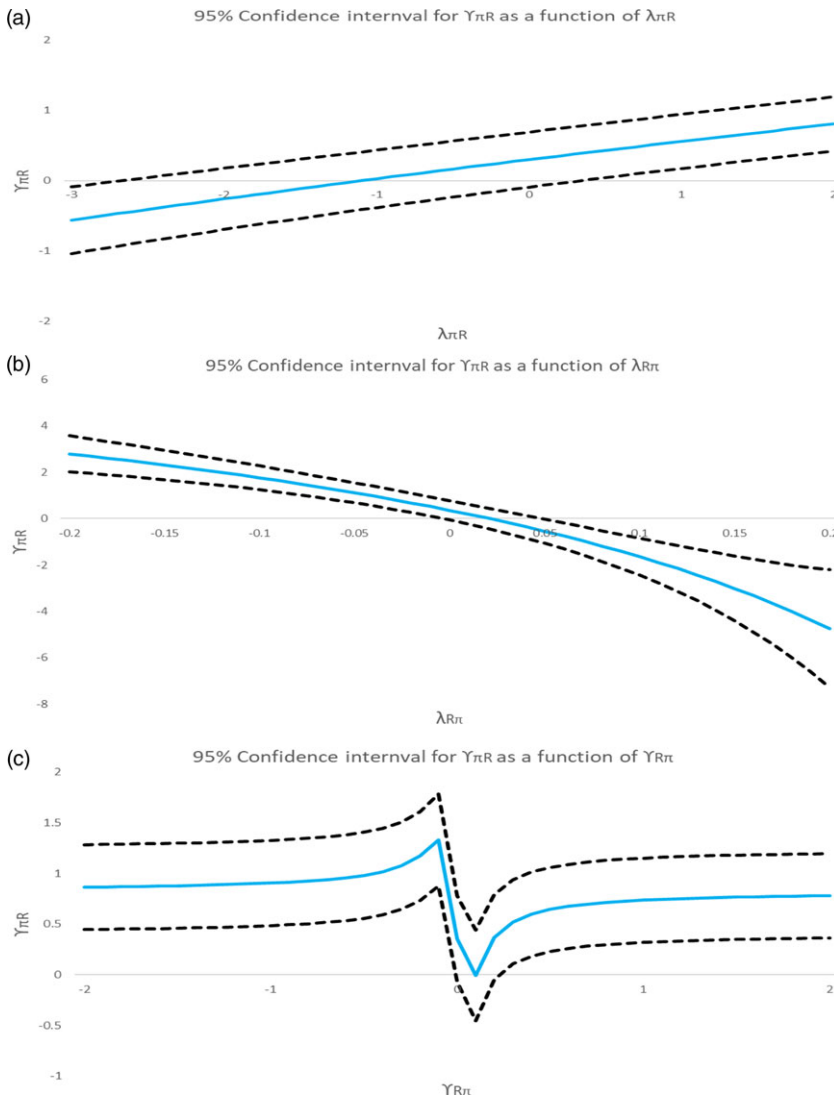 (a)
95% Confidence internval for ϒπR as a function of λπR
2
1
0
-3 -2 -1 0 1 2
-1
-2
ϒπR
λπR
(b)
95% Confidence internval for ϒπR as a function of λRπ
6
4
2
0
-0.2 -0.15 -0.1 -0.05 0 0.05 0.1 0.15 0.2
-2
-4
-6
-8
ϒπR
λRπ
(c)
95% Confidence internval for ϒπR as a function of ϒRπ
2
1.5
1
0.5
0
-2 -1 0 1 2
-0.5
-1
ϒπR
ϒRπ